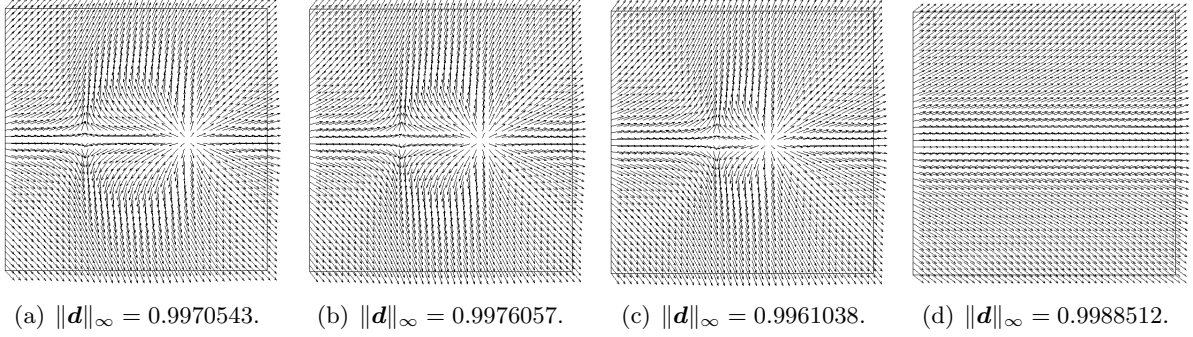 (a) ‖d‖∞ = 0.9970543. (b) ‖d‖∞ = 0.9976057. (c) ‖d‖∞ = 0.9961038. (d) ‖d‖∞ = 0.9988512.